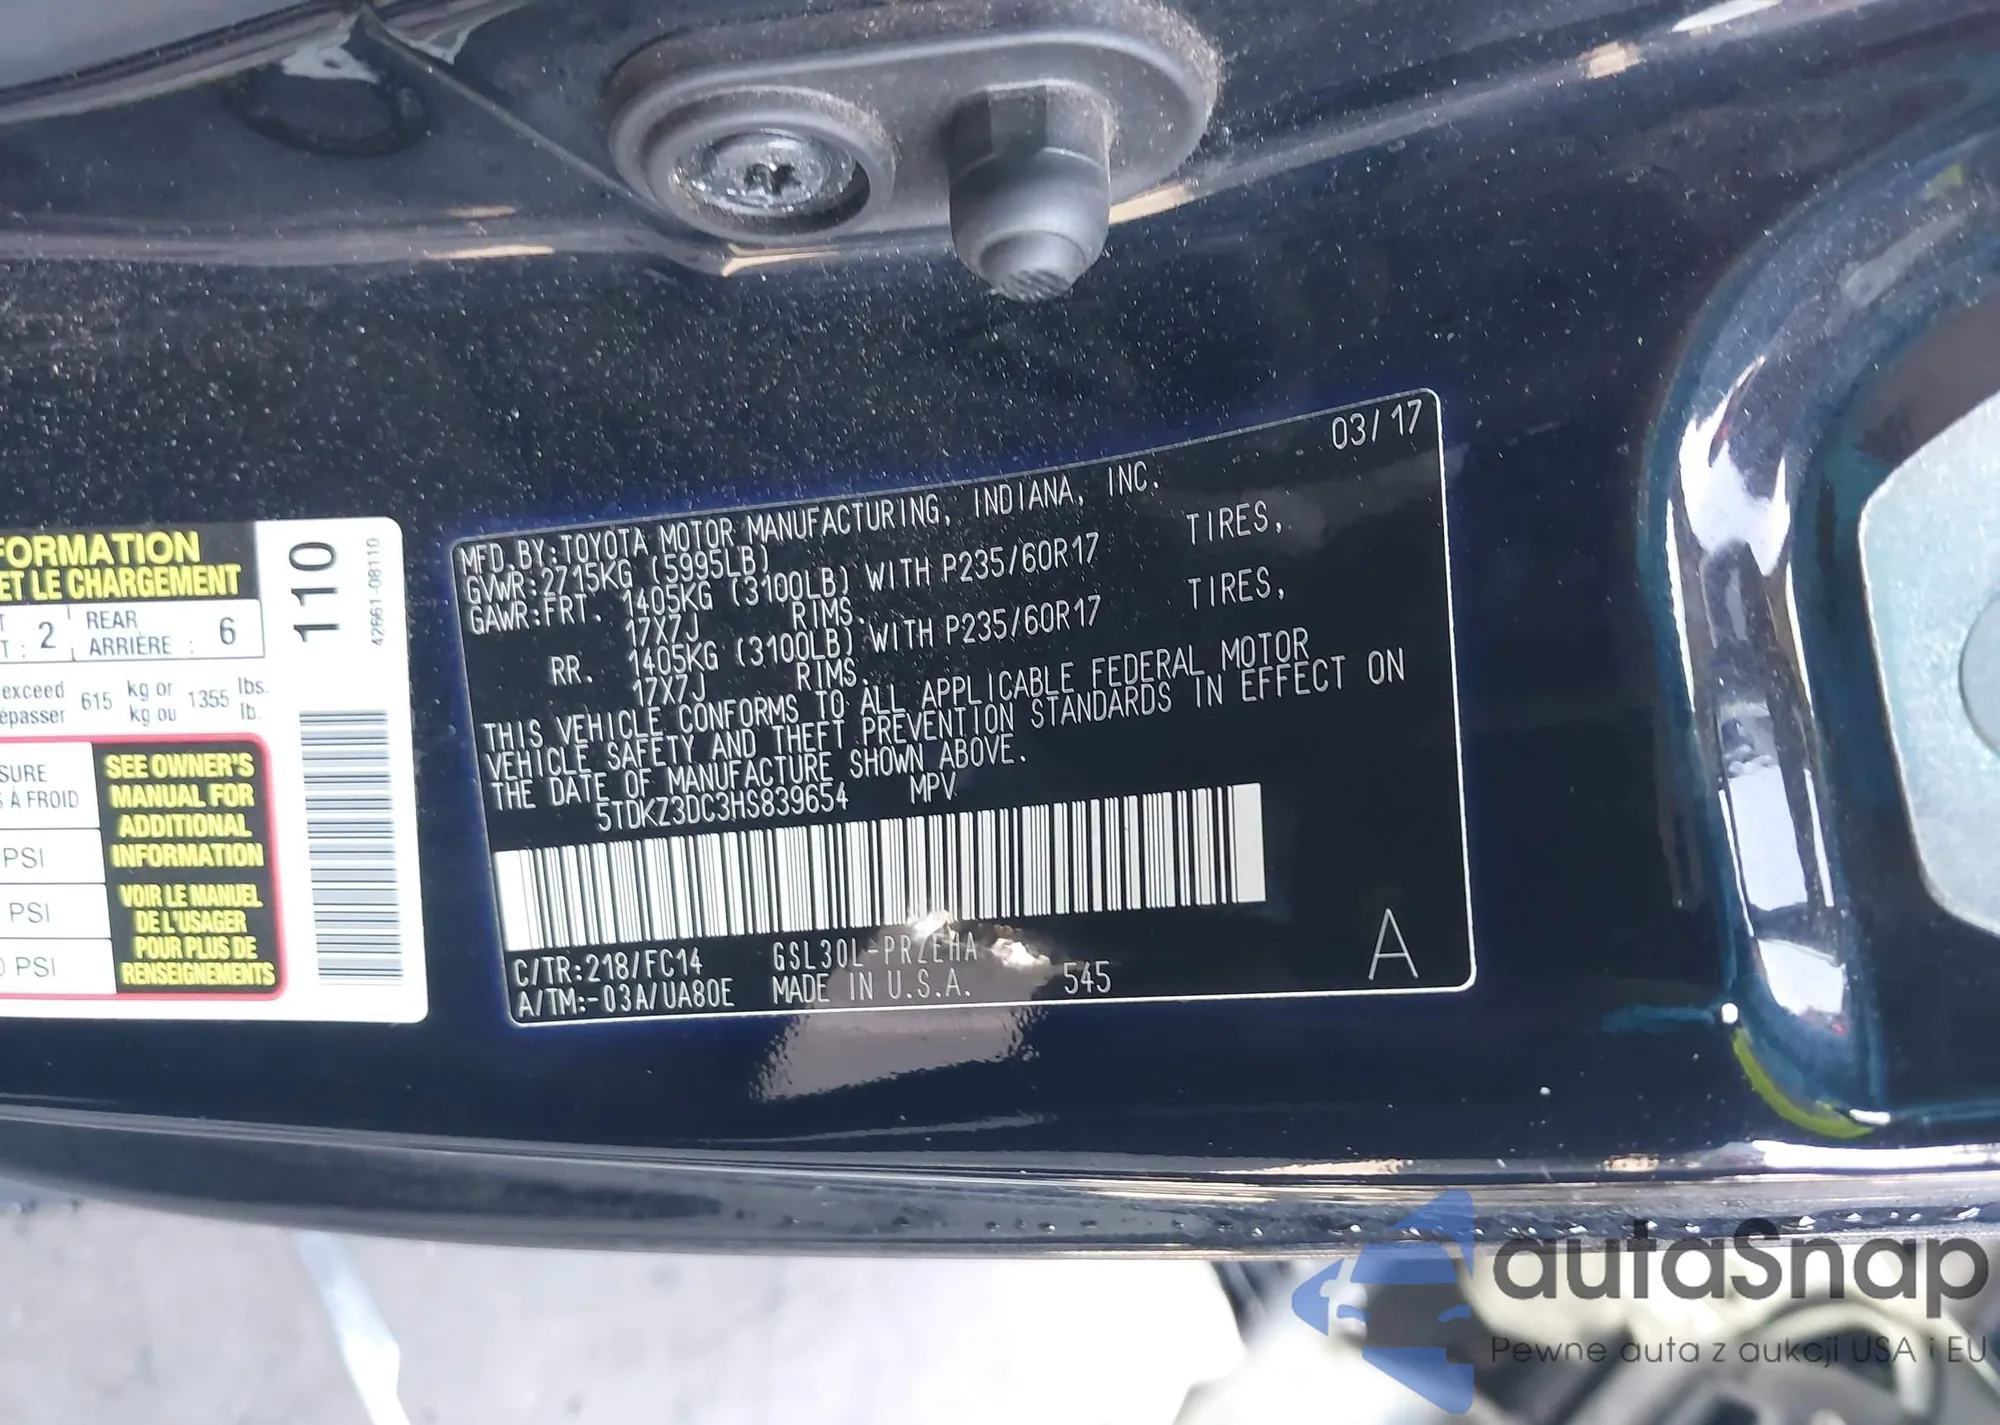 FORMATION
ET LE CHARGEMENT
T : 2
REAR
ARRIÈRE : 6
exceed
épasser
615
kg or
kg ou
1355
lbs.
lb.
SURE
À FROID
PSI
PSI
PSI
SEE OWNER'S
MANUAL FOR
ADDITIONAL
INFORMATION
VOIR LE MANUEL
DE L'USAGER
POUR PLUS DE
RENSEIGNEMENTS
110
42661-08110
03/17
MFD.BY:TOYOTA MOTOR MANUFACTURING, INDIANA, INC.
GVWR:2715KG (5995LB)
GAWR:FRT. 1405KG (3100LB) WITH P235/60R17 TIRES,
17X7J RIMS.
RR. 1405KG (3100LB) WITH P235/60R17 TIRES,
17X7J RIMS.
THIS VEHICLE CONFORMS TO ALL APPLICABLE FEDERAL MOTOR
VEHICLE SAFETY AND THEFT PREVENTION STANDARDS IN EFFECT ON
THE DATE OF MANUFACTURE SHOWN ABOVE.
5TDKZ3DC3HS839654 MPV
C/TR:218/FC14 GSL30L-PRZEHA
A/TM:-03A/UA80E MADE IN U.S.A. 545
A
autaSnap
Pewne auta z aukcji USA i EU